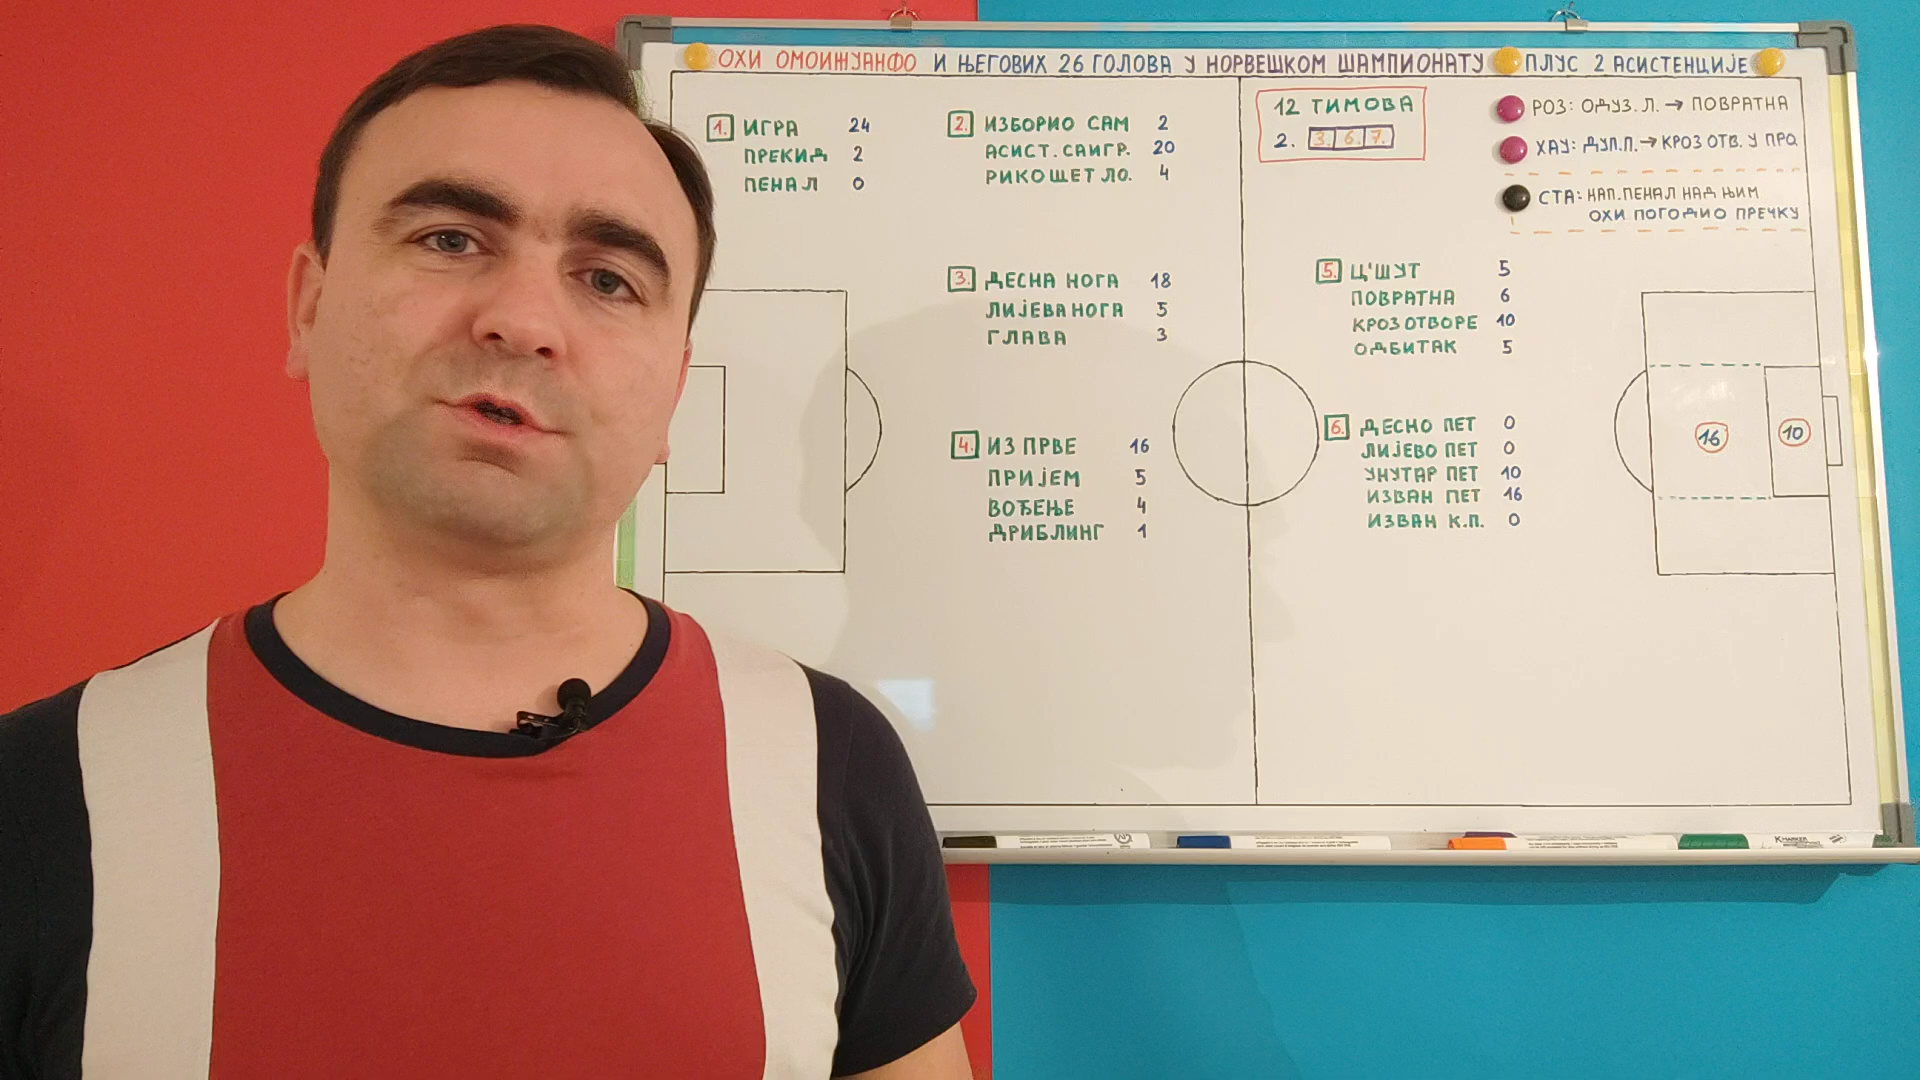 ОХИ ОМОИЖУАНФО И ЊЕГОВИХ 26 ГОЛОВА У НОРВЕШКОМ ШАМПИОНАТУ ПЛУС 2 АСИСТЕНЦИЈЕ
1. ИГРА 24
ПРЕКИД 2
ПЕНАЛ 0
2. ИЗБОРИО САМ 2
АСИСТ. САИГР. 20
РИКОШЕТ ЛО. 4
12 ТИМОВА
2. 3. 6. 7.
РОЗ: ОДУЗ. Л. → ПОВРАТНА
ХАУ: ДУП.П. → КРОЗ ОТВ. У ПРО.
СТА: НАП. ПЕНАЛ НАД ЊИМ
ОХИ ПОГОДИО ПРЕЧКУ
3. ДЕСНА НОГА 18
ЛИЈЕВА НОГА 5
ГЛАВА 3
4. ИЗ ПРВЕ 16
ПРИЈЕМ 5
ВОЂЕЊЕ 4
ДРИБЛИНГ 1
5. Ц'ШУТ 5
ПОВРАТНА 6
КРОЗ ОТВОРЕ 10
ОДБИТАК 5
6. ДЕСНО ПЕТ 0
ЛИЈЕВО ПЕТ 0
УНУТАР ПЕТ 10
ИЗВАН ПЕТ 16
ИЗВАН К.П. 0
16 10